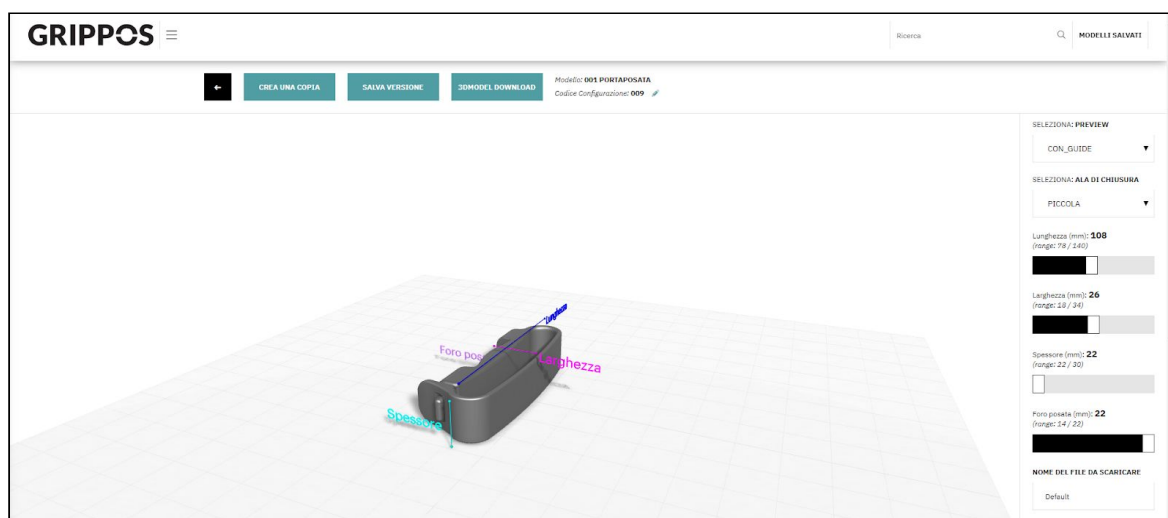 GRIPPOS
Ricerca
MODELLI SALVATI
CREA UNA COPIA
SALVA VERSIONE
3DMODEL DOWNLOAD
Modello: 001 PORTAPOSATA
Codice Configurazione: 009
SELEZIONA: PREVIEW
CON_GUIDE
SELEZIONA: ALA DI CHIUSURA
PICCOLA
Lunghezza (mm): 108
(range: 78 / 140)
Larghezza (mm): 26
(range: 18 / 34)
Spessore (mm): 22
(range: 22 / 30)
Foro posata (mm): 22
(range: 14 / 22)
NOME DEL FILE DA SCARICARE
Default
Lunghezza
Foro pos
Larghezza
Spessore